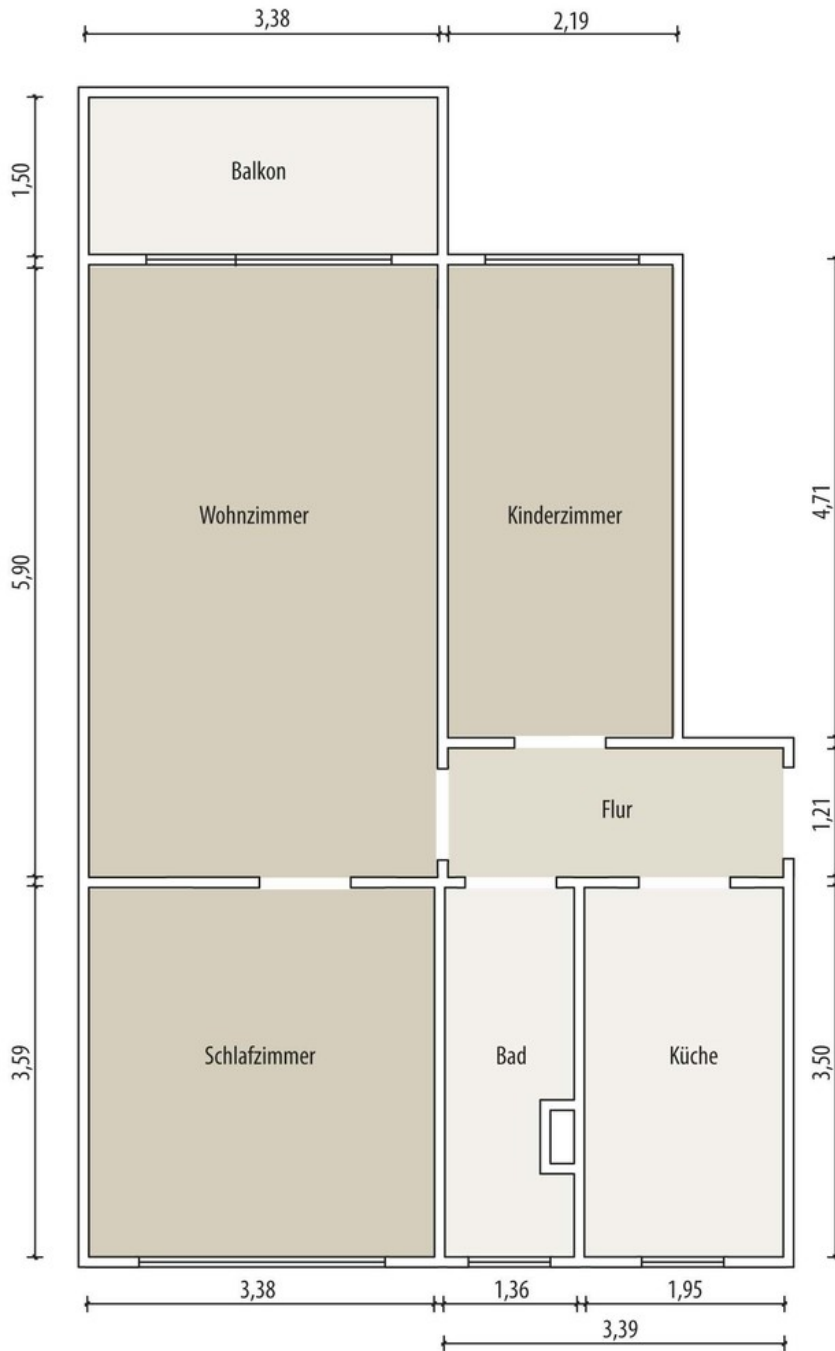 3,38
2,19
1,50
Balkon
Wohnzimmer
Kinderzimmer
4,71
5,90
Flur
1,21
Schlafzimmer
Bad
Küche
3,59
3,50
3,38
1,36
1,95
3,39